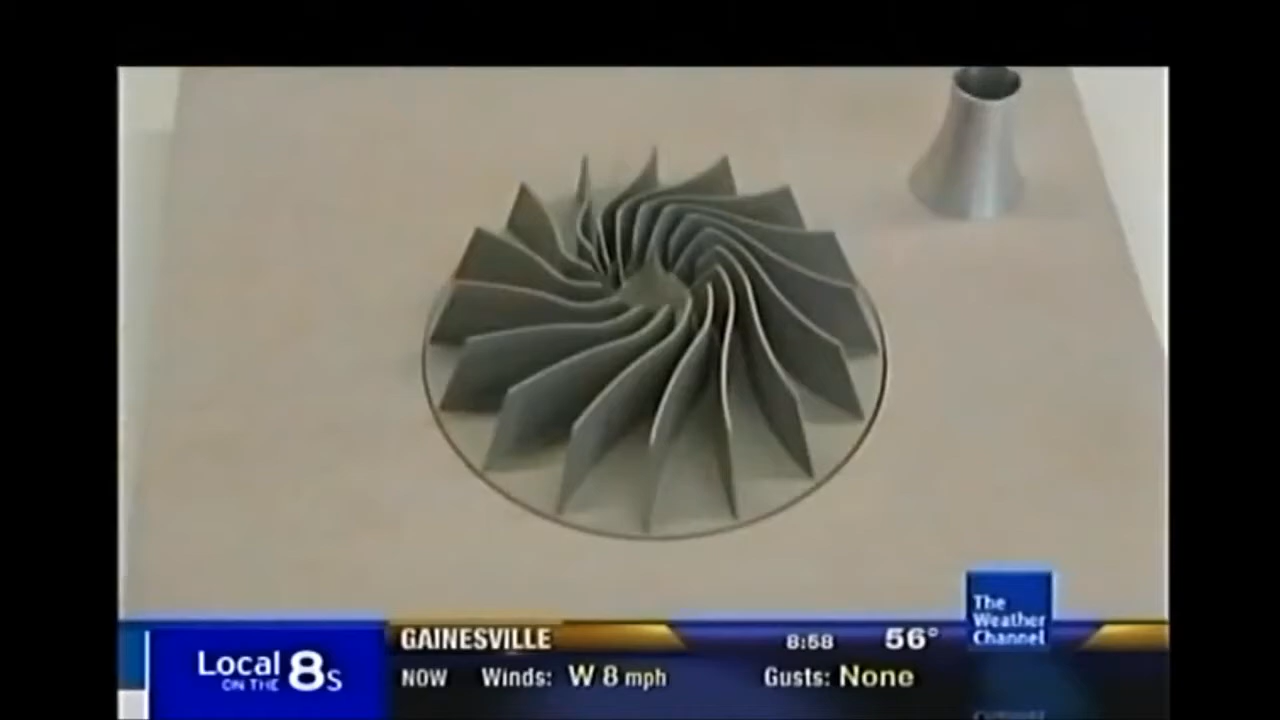 GAINESVILLE 8:58 56°
The
Weather
Channel
Local
ON THE 8s
NOW Winds: W 8 mph Gusts: None